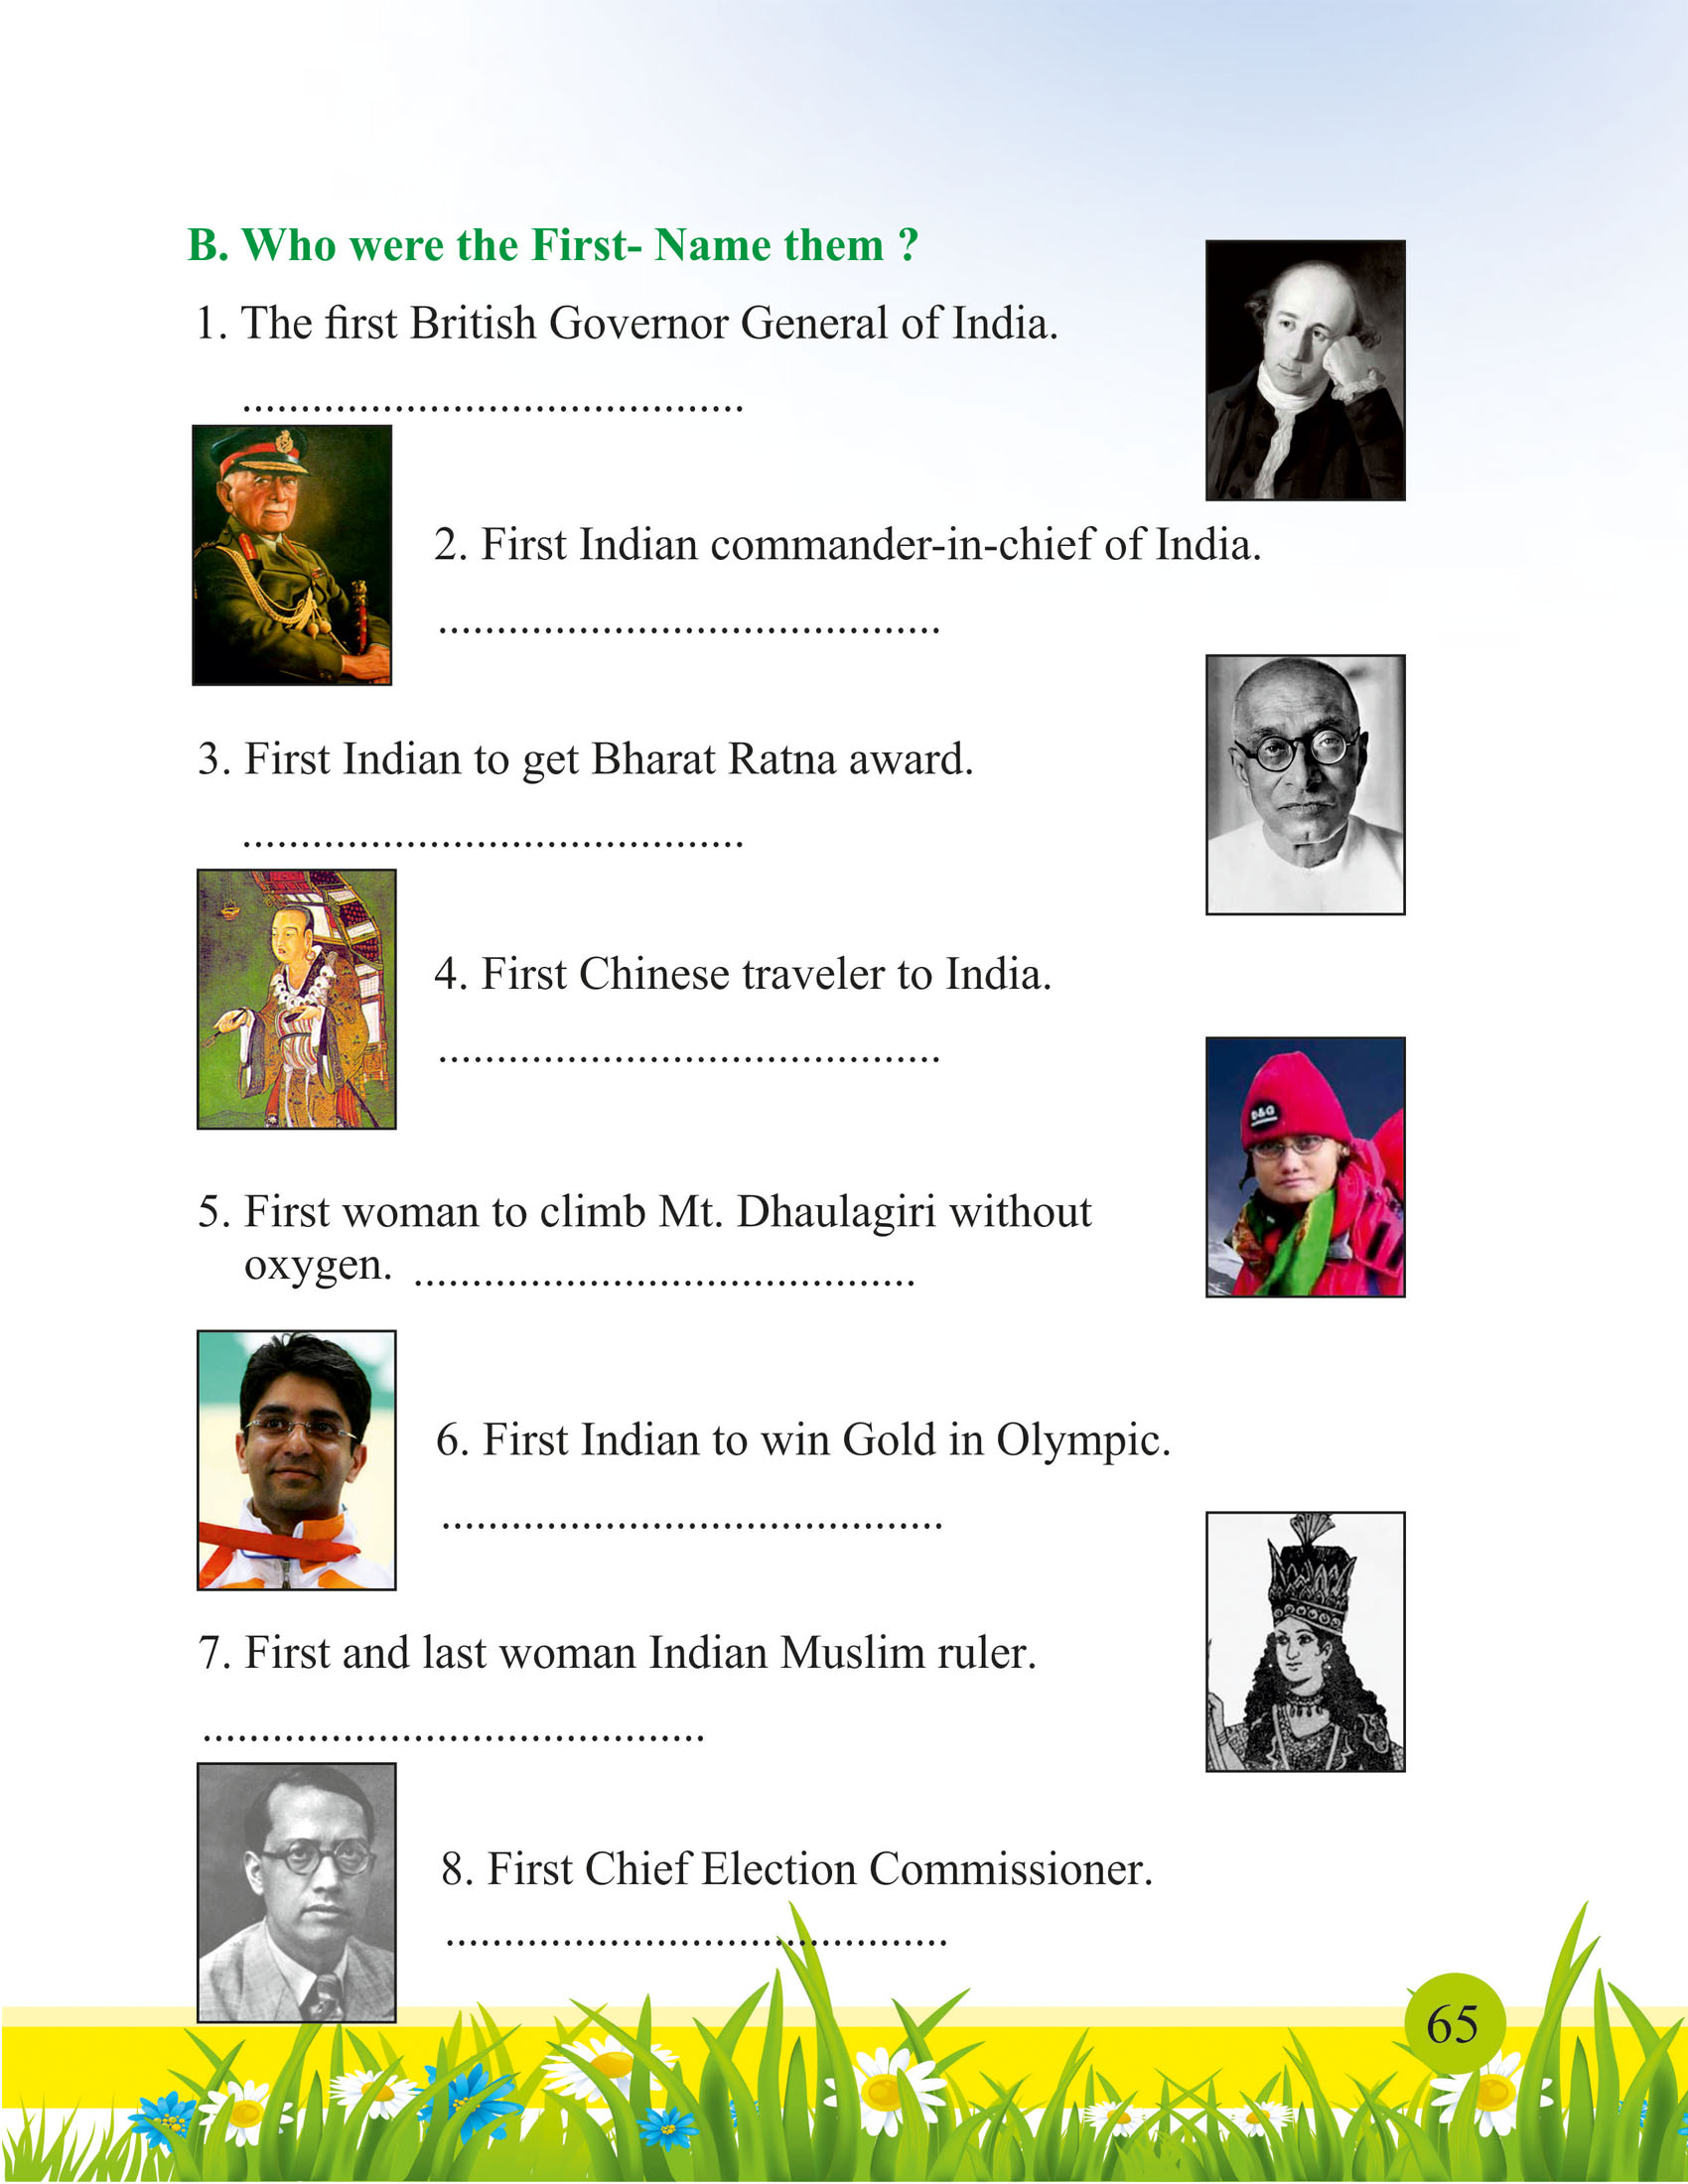 B. Who were the First- Name them ?
1. The first British Governor General of India.
...........................................
2. First Indian commander-in-chief of India.
...........................................
3. First Indian to get Bharat Ratna award.
...........................................
4. First Chinese traveler to India.
...........................................
D&G
5. First woman to climb Mt. Dhaulagiri without
oxygen. ...........................................
6. First Indian to win Gold in Olympic.
...........................................
7. First and last woman Indian Muslim ruler.
...........................................
8. First Chief Election Commissioner.
...........................................
65